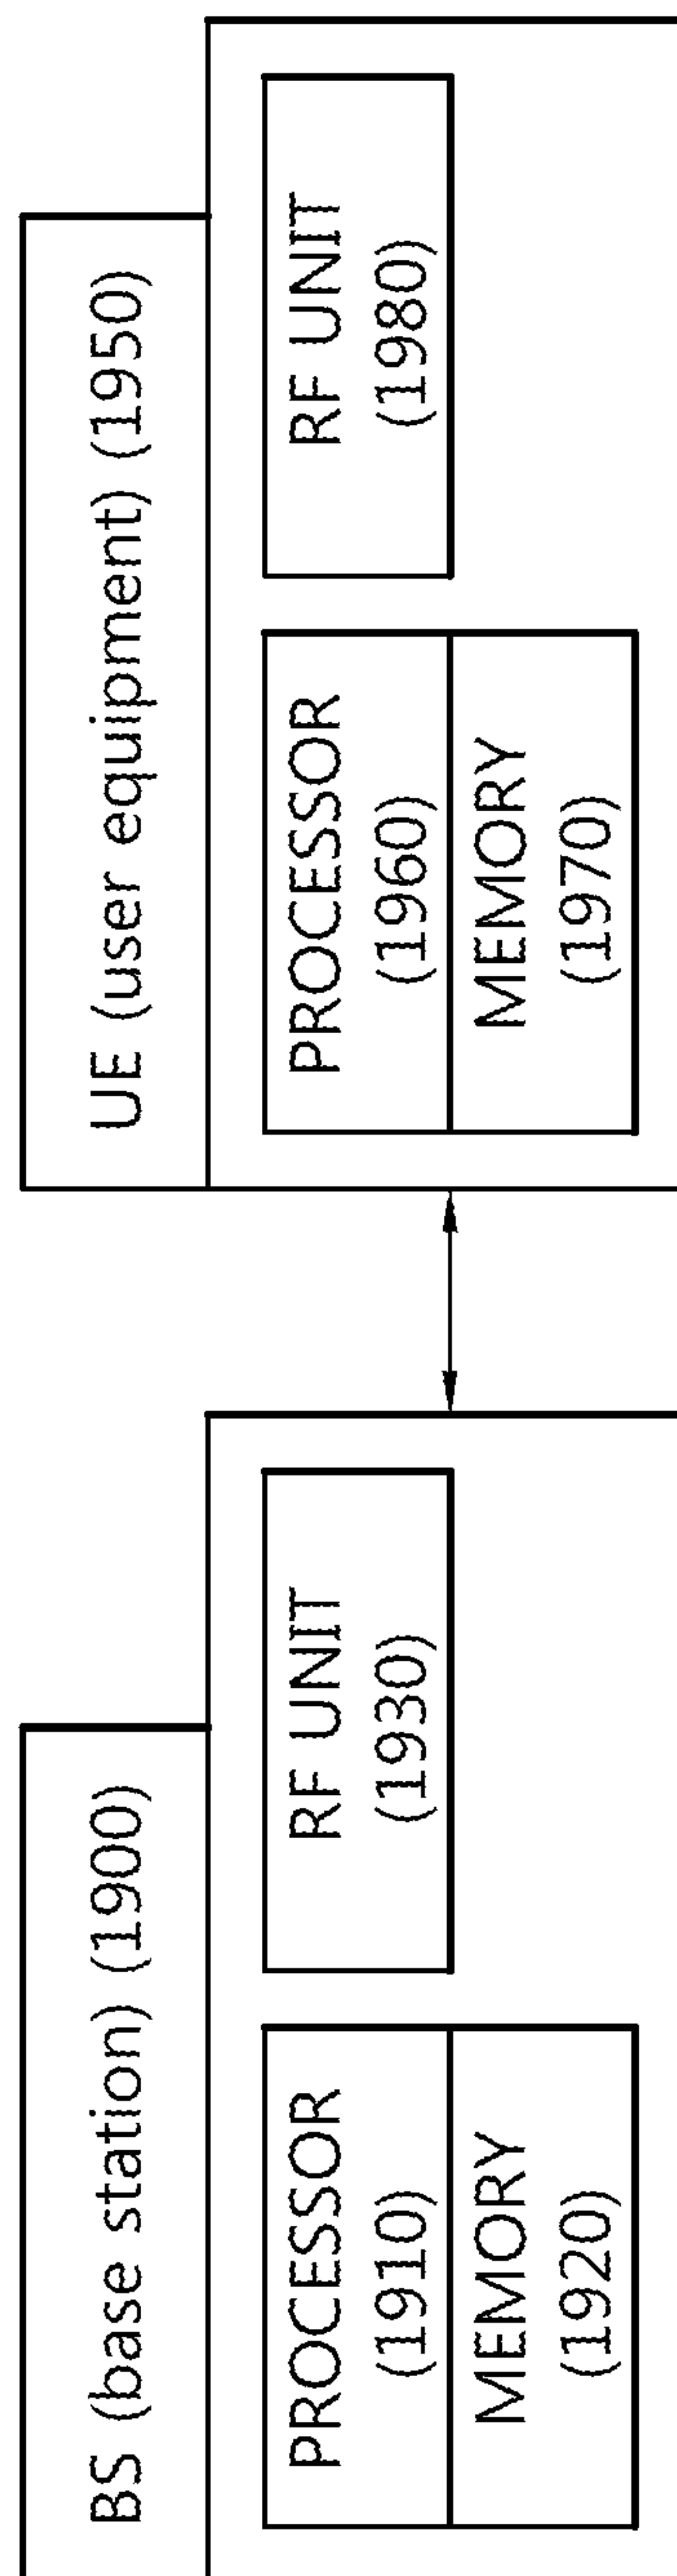 BS (base station) (1900)
PROCESSOR
(1910)
MEMORY
(1920)
RF UNIT
(1930)
UE (user equipment) (1950)
PROCESSOR
(1960)
MEMORY
(1970)
RF UNIT
(1980)